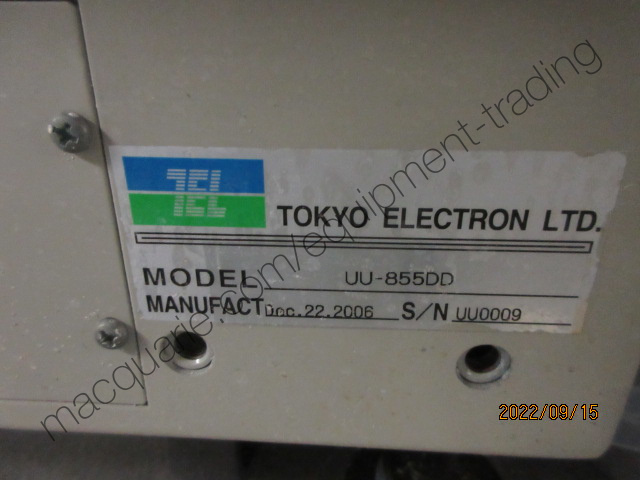 TEL
TOKYO ELECTRON LTD.
MODEL UU-855DD
MANUFACT Dec.22.2006 S/N UU0009
macquarie.com/equipment-trading
2022/09/15